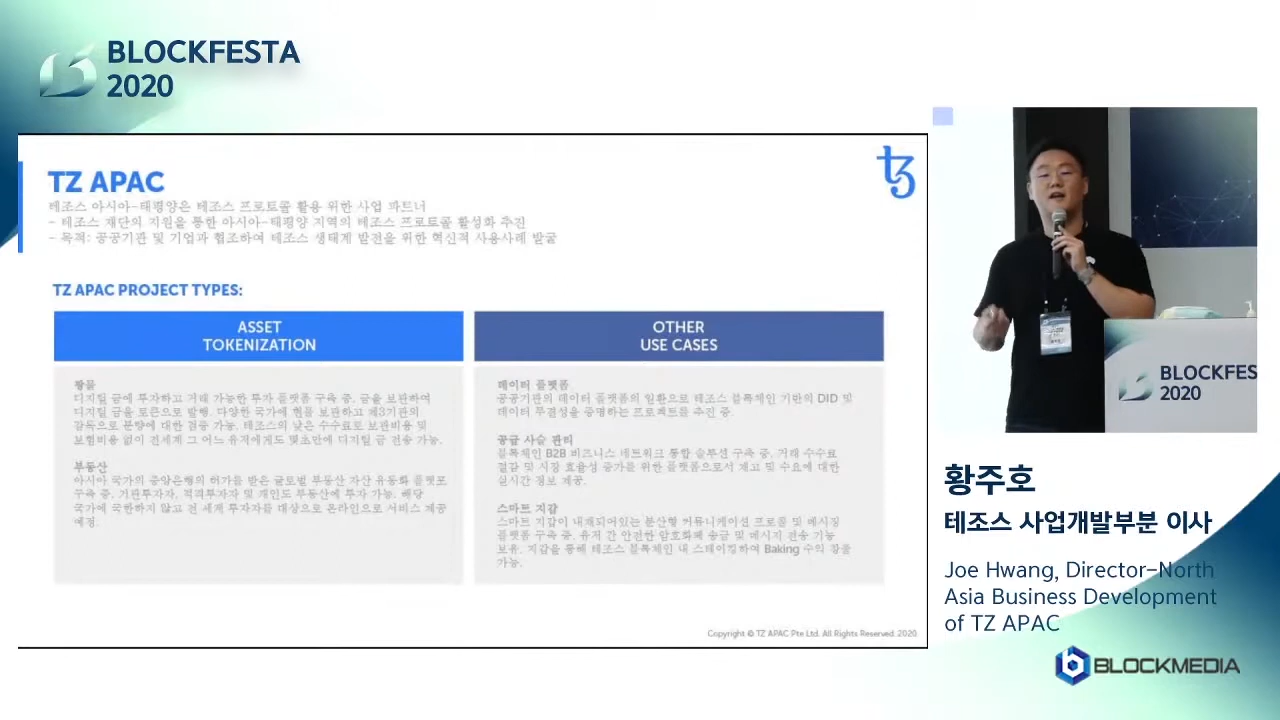 BLOCKFESTA
2020
TZ APAC
테조스 아시아-태평양은 테조스 프로토콜 활용 위한 사업 파트너
- 테조스 재단의 지원을 통한 아시아-태평양 지역의 테조스 프로토콜 활성화 추진
- 목적: 공공기관 및 기업과 협조하여 테조스 생태계 발전을 위한 혁신적 사용사례 발굴
TZ APAC PROJECT TYPES:
ASSET
TOKENIZATION
황물
디지털 금에 투자하고 거래 가능한 투자 플랫폼 구축 중. 금을 보관하여
디지털 금을 토큰으로 발행. 다양한 국가에 현물 보관하고 제3기관의
감독으로 분량에 대한 검증 가능. 테조스의 낮은 수수료로 보관비용 및
보험비용 없이 전세계 그 어느 유저에게도 몇초만에 디지털 금 전송 가능.
부동산
아시아 국가의 중앙은행의 허가를 받은 글로벌 부동산 자산 유동화 플랫폼
구축 중. 기관투자자, 적격투자자 및 개인도 부동산에 투자 가능. 해당
국가에 국한하지 않고 전 세계 투자자를 대상으로 온라인으로 서비스 제공
예정.
OTHER
USE CASES
데이터 플랫폼
공공기관의 데이터 플랫폼의 일환으로 테조스 블록체인 기반의 DID 및
데이터 무결성을 증명하는 프로젝트를 추진 중.
공급 사슬 관리
블록체인 B2B 비즈니스 네트워크 통합 솔루션 구축 중. 거래 수수료
절감 및 시장 효율성 증가를 위한 플랫폼으로서 재고 및 수요에 대한
실시간 정보 제공.
스마트 지갑
스마트 지갑이 내재되어있는 분산형 커뮤니케이션 프로콜 및 메시징
플랫폼 구축 중. 유저 간 안전한 암호화폐 송금 및 메시지 전송 기능
보유. 지갑을 통해 테조스 블록체인 내 스테이킹하여 Baking 수익 창출
가능.
Copyright © TZ APAC Pte Ltd. All Rights Reserved. 2020
BLOCKFES
2020
황주호
테조스 사업개발부분 이사
Joe Hwang, Director-North
Asia Business Development
of TZ APAC
BLOCKMEDIA